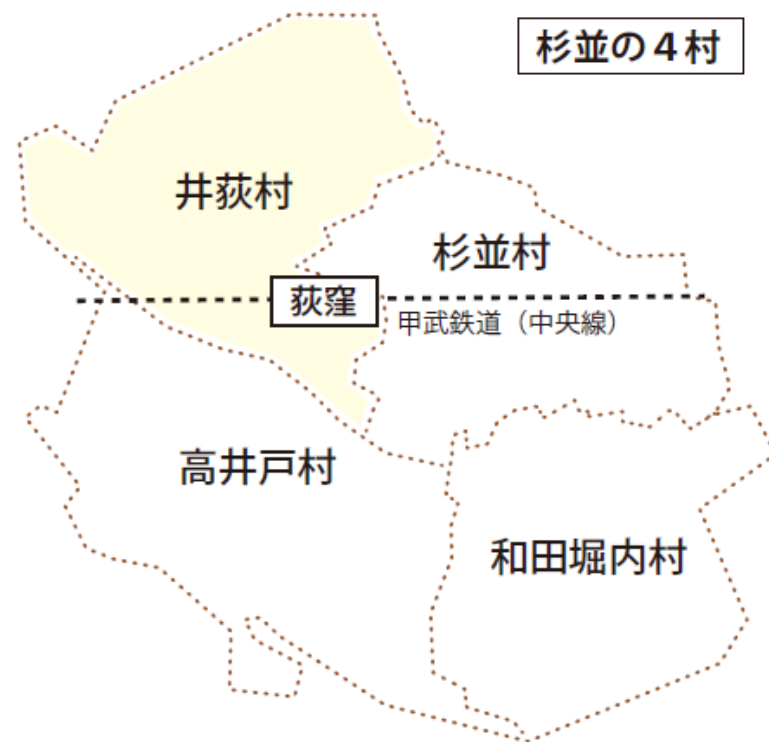 杉並の４村
井荻村
杉並村
荻窪
甲武鉄道（中央線）
高井戸村
和田堀内村